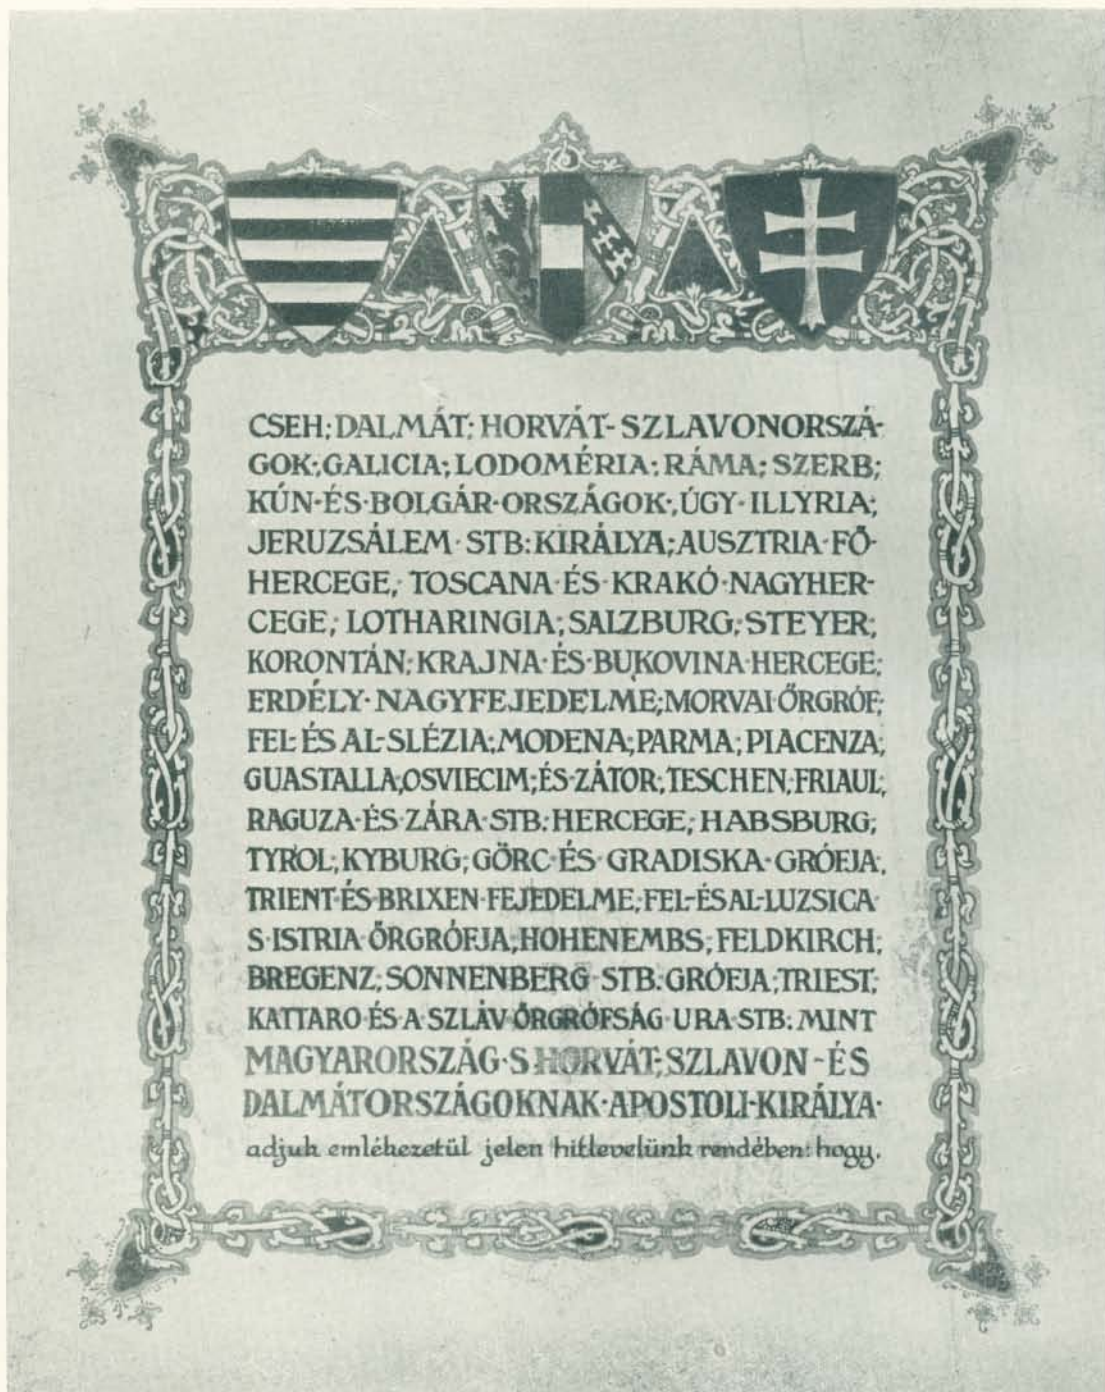 CSEH; DALMÁT; HORVÁT- SZLAVONORSZÁ-
GOK; GALICIA; LODOMÉRIA; RÁMA; SZERB;
KÚN·ÉS·BOLGÁR·ORSZÁGOK·, ÚGY·ILLYRIA;
JERUZSÁLEM·STB: KIRÁLYA; AUSZTRIA·FŐ-
HERCEGE; TOSCANA·ÉS·KRAKÓ·NAGYHER-
CEGE; LOTHARINGIA; SALZBURG; STEYER;
KORONTÁN; KRAJNA·ÉS·BUKOVINA·HERCEGE;
ERDÉLY·NAGYFEJEDELME; MORVAI ŐRGRÓF;
FEL- ÉS AL-SLÉZIA; MODENA; PARMA; PIACENZA;
GUASTALLA; OSVIECIM; ÉS·ZÁTOR; TESCHEN; FRIAUL;
RAGUZA·ÉS·ZÁRA·STB: HERCEGE; HABSBURG;
TYROL; KYBURG; GÖRC·ÉS·GRADISKA·GRÓFJA,
TRIENT·ÉS·BRIXEN·FEJEDELME; FEL-ÉS AL-LUZSICA
S·ISTRIA·ŐRGRÓFJA; HOHENEMBS; FELDKIRCH;
BREGENZ; SONNENBERG·STB: GRÓFJA; TRIEST;
KATTARO·ÉS·A·SZLÁV·ŐRGRÓFSÁG·URA·STB: MINT
MAGYARORSZÁG·S·HORVÁT; SZLAVON-ÉS
DALMÁTORSZÁGOKNAK·APOSTOLI·KIRÁLYA·
adjuk emlékezetül jelen hitlevelünk rendében: hogy.